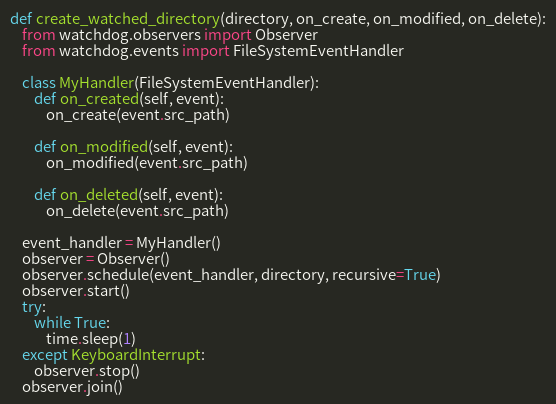 def create_watched_directory(directory, on_create, on_modified, on_delete):
    from watchdog.observers import Observer
    from watchdog.events import FileSystemEventHandler

    class MyHandler(FileSystemEventHandler):
        def on_created(self, event):
            on_create(event.src_path)

        def on_modified(self, event):
            on_modified(event.src_path)

        def on_deleted(self, event):
            on_delete(event.src_path)

    event_handler = MyHandler()
    observer = Observer()
    observer.schedule(event_handler, directory, recursive=True)
    observer.start()
    try:
        while True:
            time.sleep(1)
    except KeyboardInterrupt:
        observer.stop()
    observer.join()